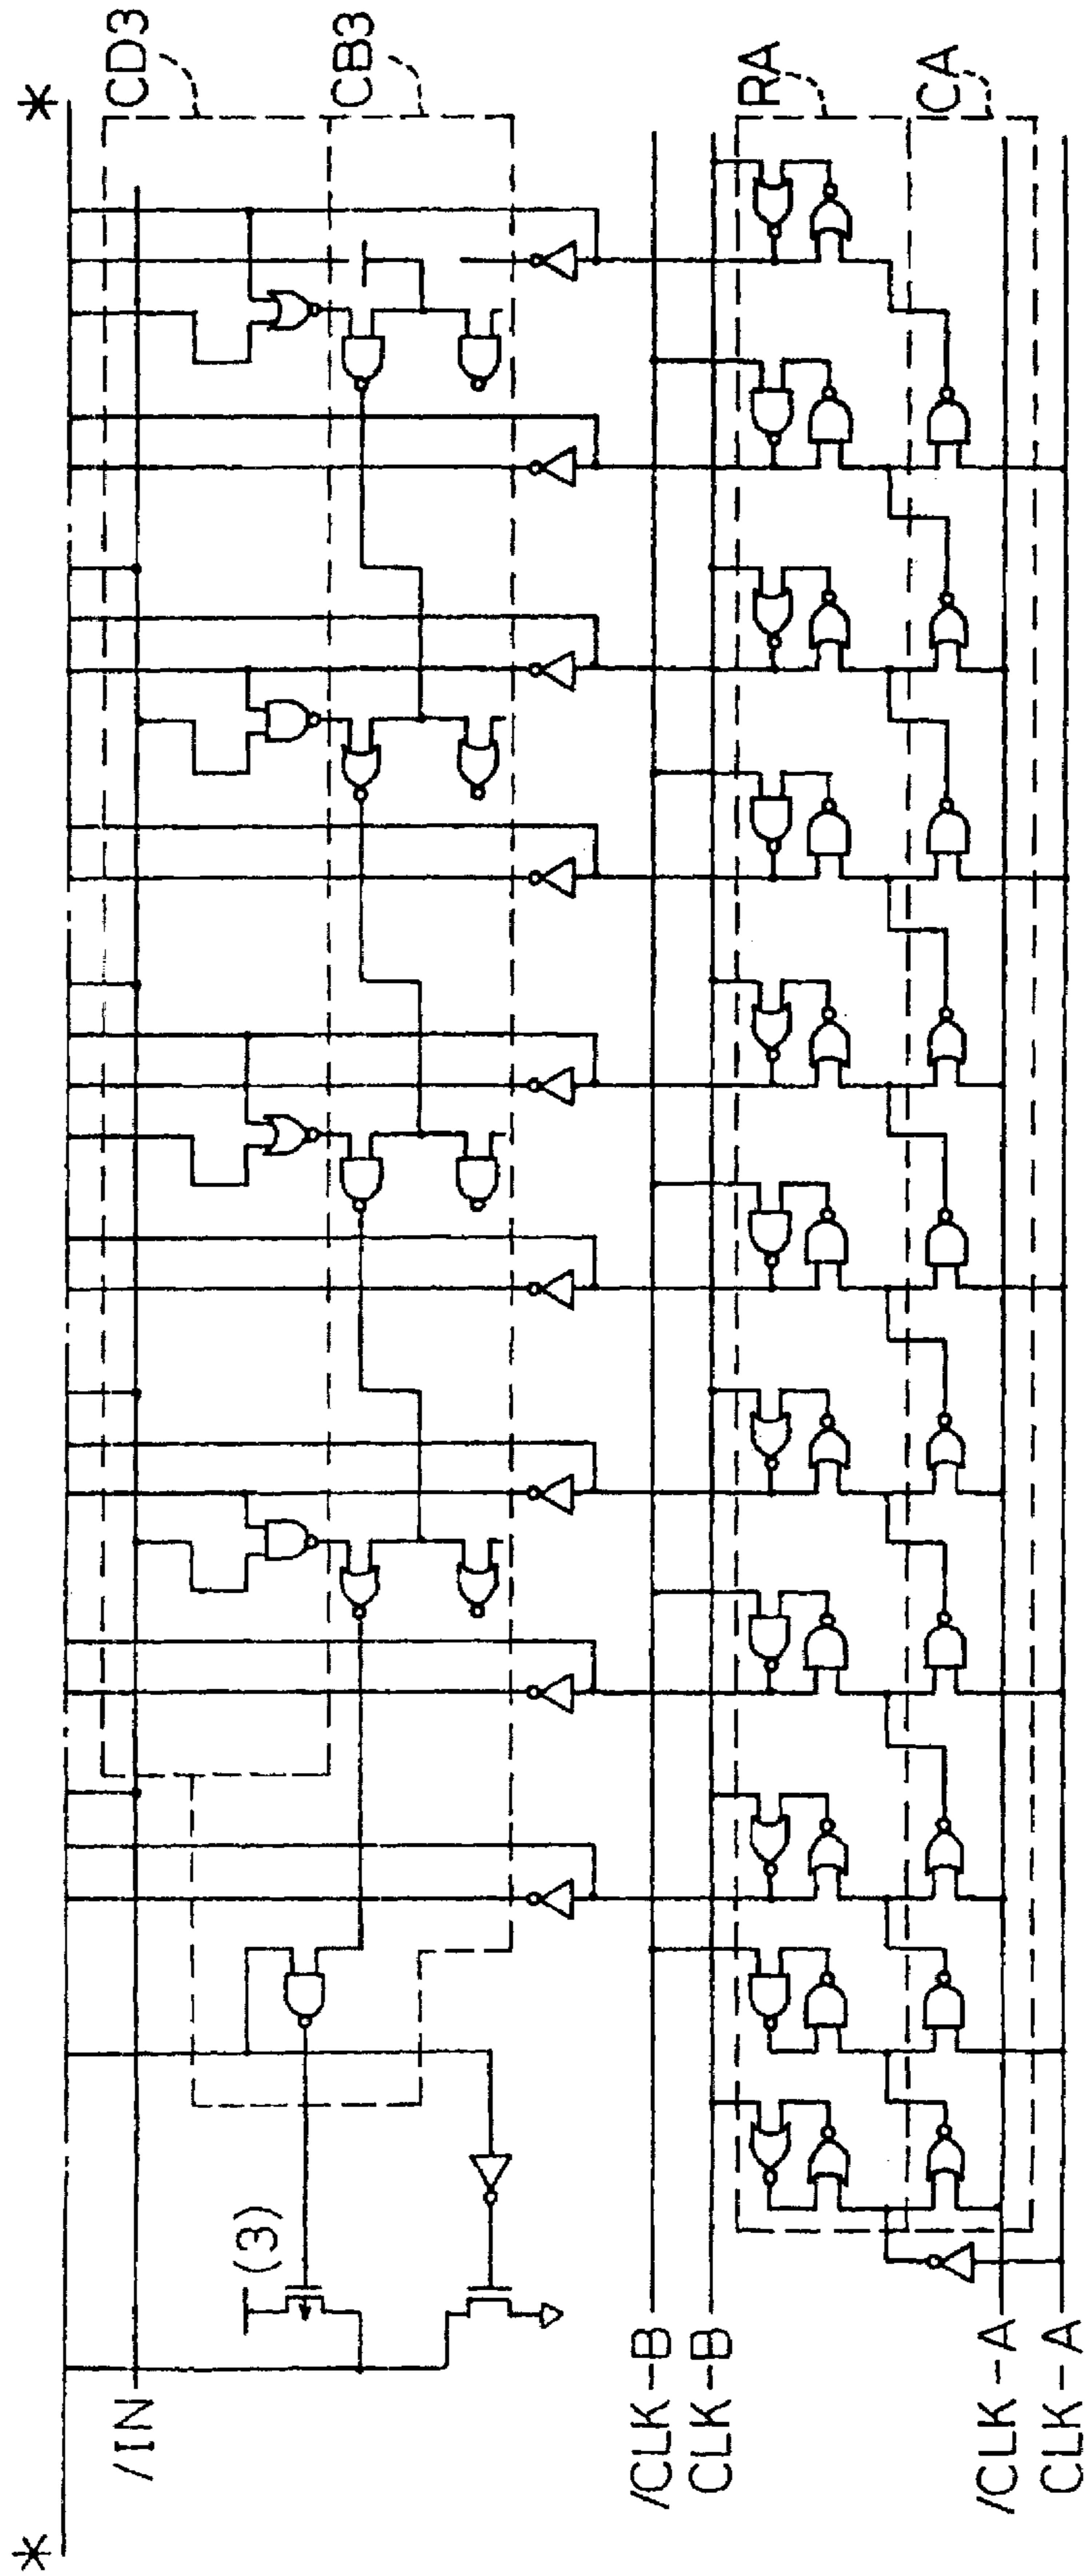 *
CD3
CB3
RA
CA
(3)
/IN
/CLK-B
CLK-B
/CLK-A
CLK-A
*